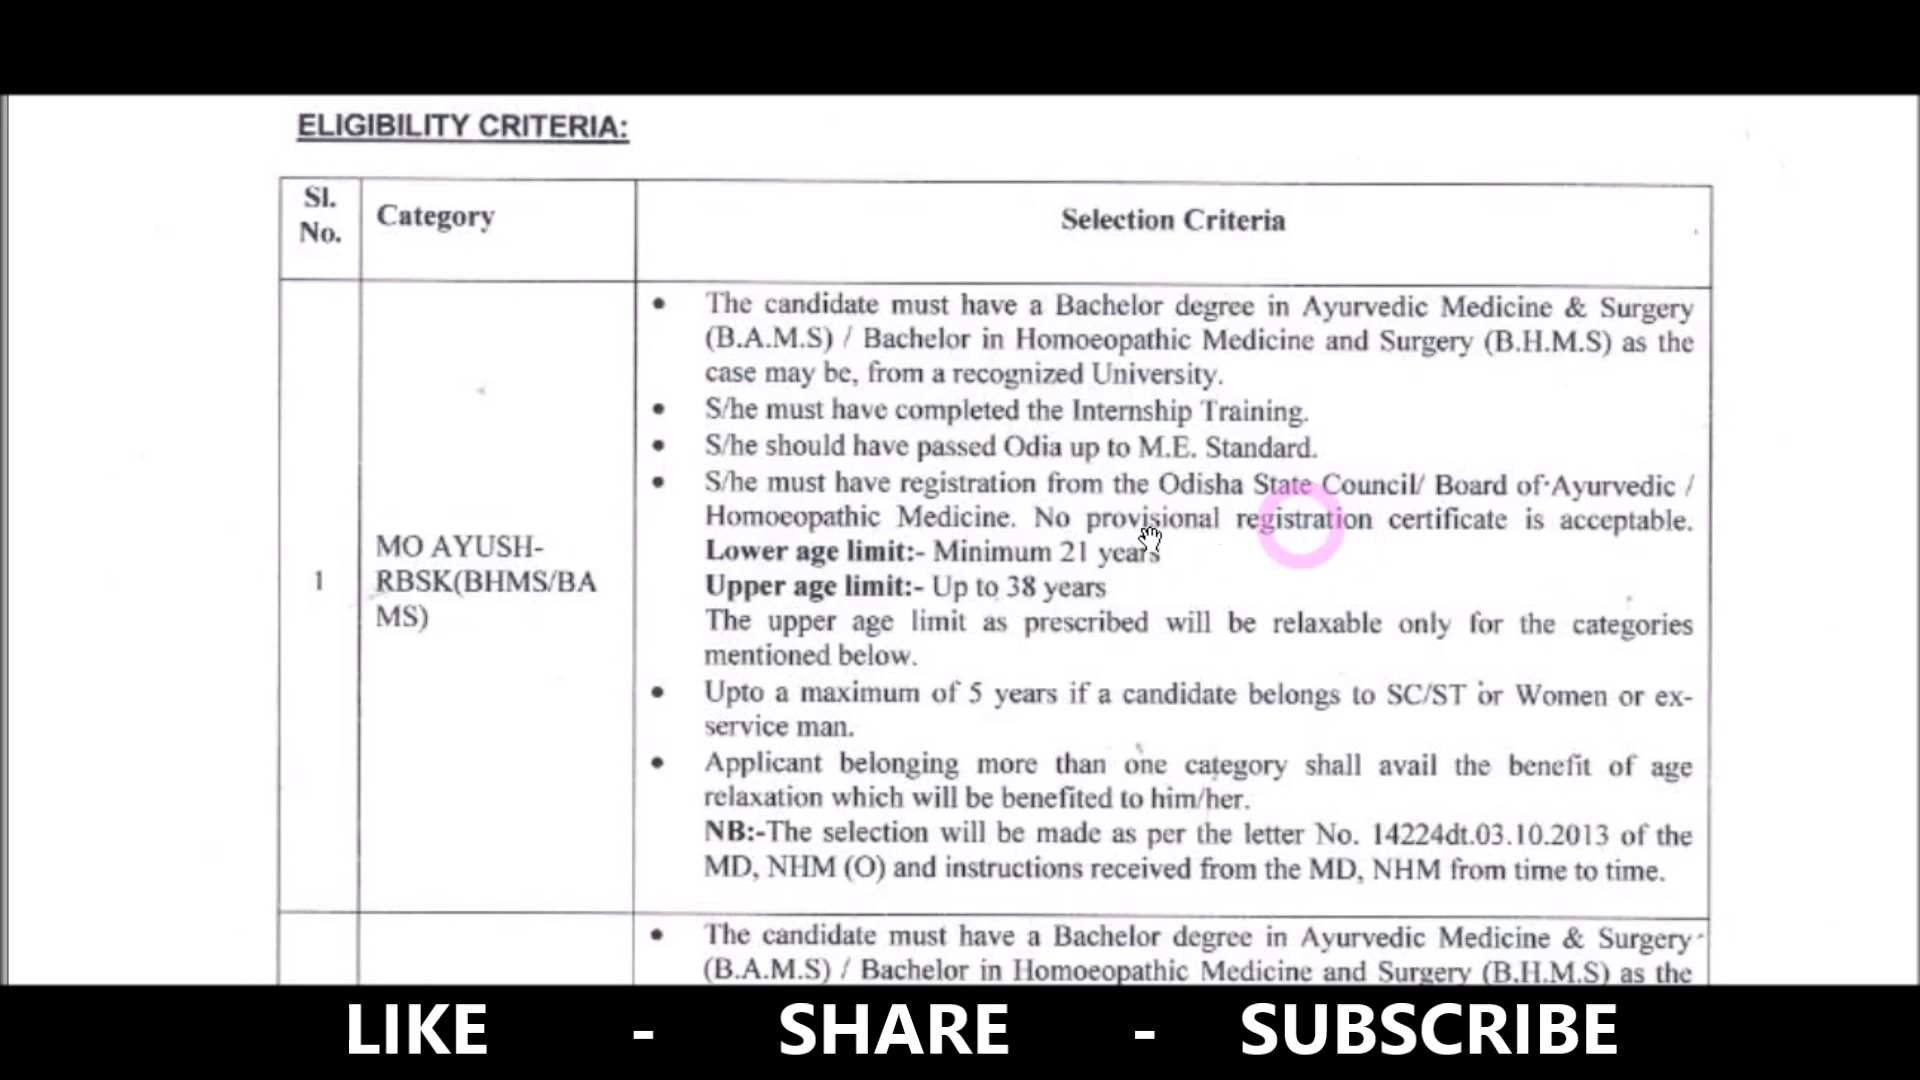 ELIGIBILITY CRITERIA:
Sl.
No.
Category
Selection Criteria
1
MO AYUSH-
RBSK(BHMS/BA
MS)
• The candidate must have a Bachelor degree in Ayurvedic Medicine & Surgery
(B.A.M.S) / Bachelor in Homoeopathic Medicine and Surgery (B.H.M.S) as the
case may be, from a recognized University.
• S/he must have completed the Internship Training.
• S/he should have passed Odia up to M.E. Standard.
• S/he must have registration from the Odisha State Council/ Board of Ayurvedic /
Homoeopathic Medicine. No provisional registration certificate is acceptable.
Lower age limit:- Minimum 21 years
Upper age limit:- Up to 38 years
The upper age limit as prescribed will be relaxable only for the categories
mentioned below.
• Upto a maximum of 5 years if a candidate belongs to SC/ST or Women or ex-
service man.
• Applicant belonging more than one category shall avail the benefit of age
relaxation which will be benefited to him/her.
NB:-The selection will be made as per the letter No. 14224dt.03.10.2013 of the
MD, NHM (O) and instructions received from the MD, NHM from time to time.
• The candidate must have a Bachelor degree in Ayurvedic Medicine & Surgery
(B.A.M.S) / Bachelor in Homoeopathic Medicine and Surgery (B.H.M.S) as the
LIKE - SHARE - SUBSCRIBE